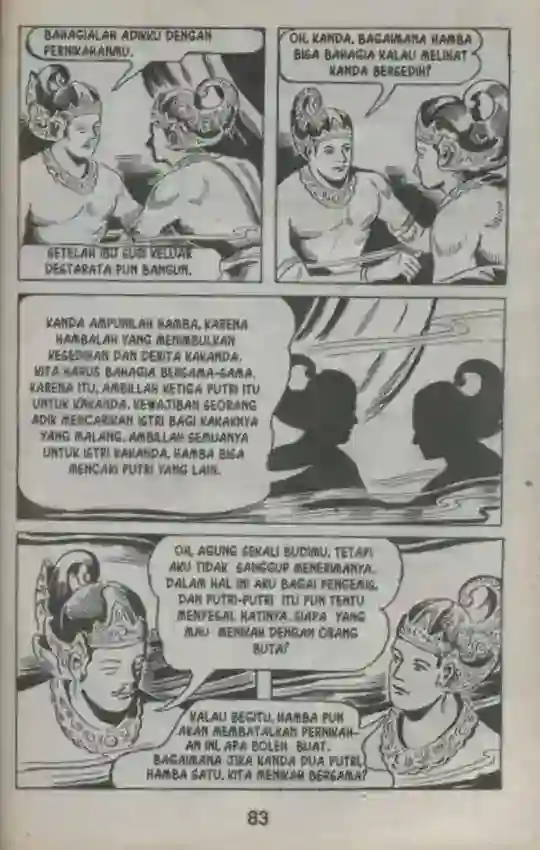 BAHAGIALAH ADIKKU DENGAN
PERNIKAHANMU.
SETELAH IBU SURI KELUAR
DESTARATA PUN BANGUN.
OH, KANDA, BAGAIMANA HAMBA
BISA BAHAGIA KALAU MELIHAT
KANDA BERSEDIH?
KANDA AMPUNILAH HAMBA, KARENA
HAMBALAH YANG MENIMBULKAN
KESEDIHAN DAN DERITA KAKANDA.
KITA HARUS BAHAGIA BERSAMA-SAMA.
KARENA ITU, AMBILLAH KETIGA PUTRI ITU
UNTUK KAKANDA. KEWAJIBAN SEORANG
ADIK MENCARIKAN ISTRI BAGI KAKAKNYA
YANG MALANG. AMBILLAH SEMUANYA
UNTUK ISTRI KAKANDA, HAMBA BISA
MENCARI PUTRI YANG LAIN.
OH, AGUNG SEKALI BUDIMU, TETAPI
AKU TIDAK SANGGUP MENERIMANYA.
DALAM HAL INI AKU BAGAI PENGEMIS,
DAN PUTRI-PUTRI ITU PUN TENTU
MENYESAL HATINYA. SIAPA YANG
MAU MENIKAH DENGAN ORANG
BUTA?
KALAU BEGITU, HAMBA PUN
AKAN MEMBATALKAN PERNIKAH-
AN INI, APA BOLEH BUAT.
BAGAIMANA JIKA KANDA DUA PUTRI,
HAMBA SATU. KITA MENIKAH BERSAMA?
83